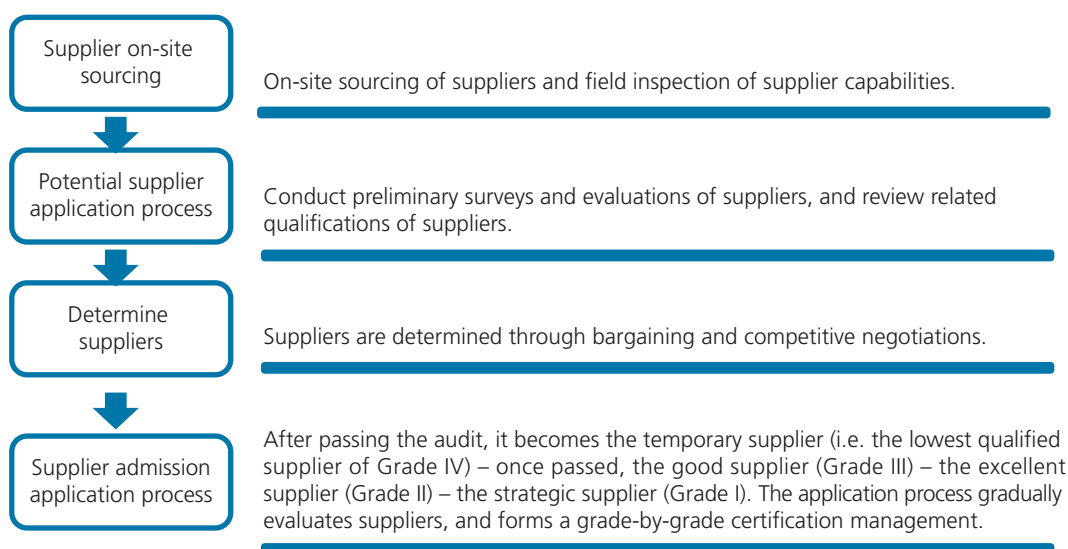 Supplier on-site
sourcing
On-site sourcing of suppliers and field inspection of supplier capabilities.
Potential supplier
application process
Conduct preliminary surveys and evaluations of suppliers, and review related
qualifications of suppliers.
Determine
suppliers
Suppliers are determined through bargaining and competitive negotiations.
Supplier admission
application process
After passing the audit, it becomes the temporary supplier (i.e. the lowest qualified
supplier of Grade IV) – once passed, the good supplier (Grade III) – the excellent
supplier (Grade II) – the strategic supplier (Grade I). The application process gradually
evaluates suppliers, and forms a grade-by-grade certification management.